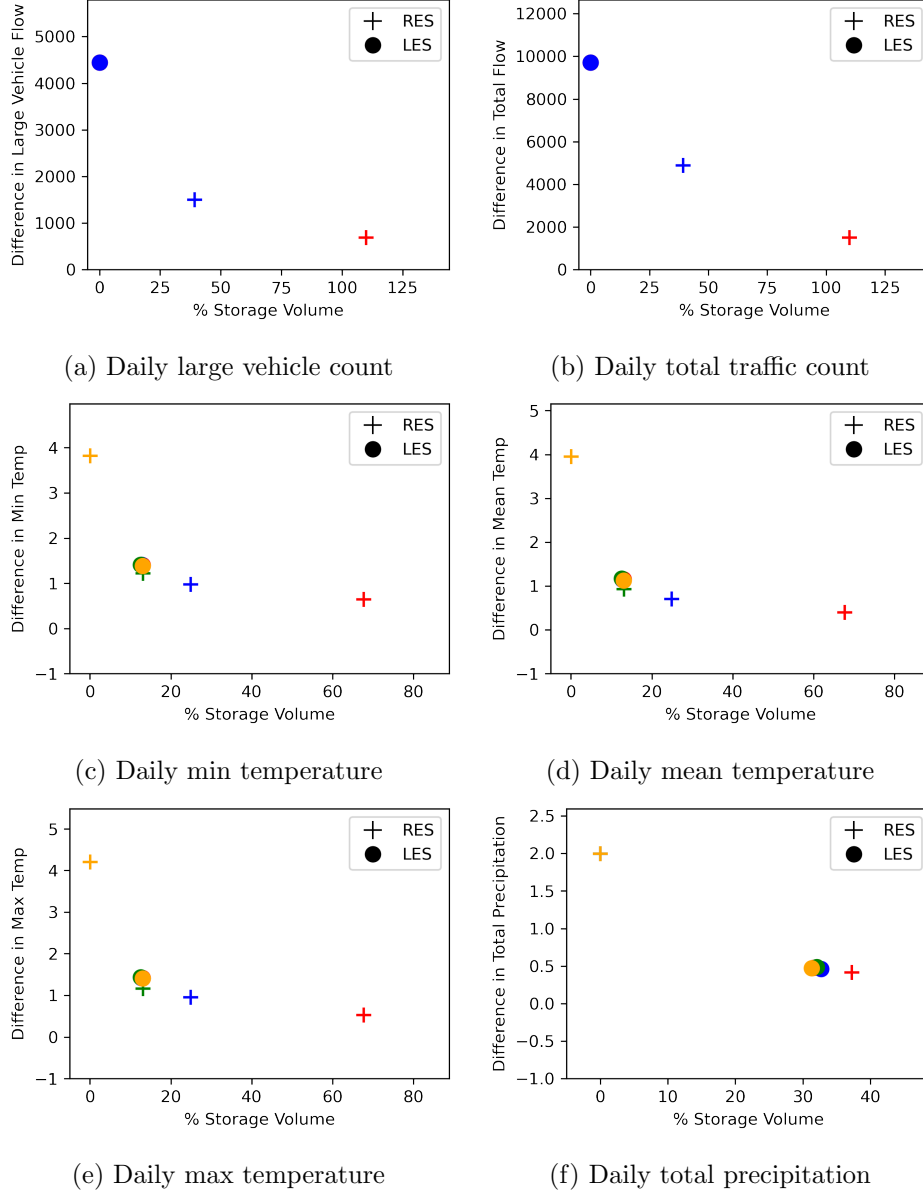 Difference in Large Vehicle Flow
5000
4000
3000
2000
1000
0
0 25 50 75 100 125
% Storage Volume
RES
LES
(a) Daily large vehicle count
Difference in Total Flow
12000
10000
8000
6000
4000
2000
0
0 25 50 75 100 125
% Storage Volume
RES
LES
(b) Daily total traffic count
Difference in Min Temp
4
3
2
1
0
−1
0 20 40 60 80
% Storage Volume
RES
LES
(c) Daily min temperature
Difference in Mean Temp
5
4
3
2
1
0
−1
0 20 40 60 80
% Storage Volume
RES
LES
(d) Daily mean temperature
Difference in Max Temp
5
4
3
2
1
0
−1
0 20 40 60 80
% Storage Volume
RES
LES
(e) Daily max temperature
Difference in Total Precipitation
2.5
2.0
1.5
1.0
0.5
0.0
−0.5
−1.0
0 10 20 30 40
% Storage Volume
RES
LES
(f) Daily total precipitation